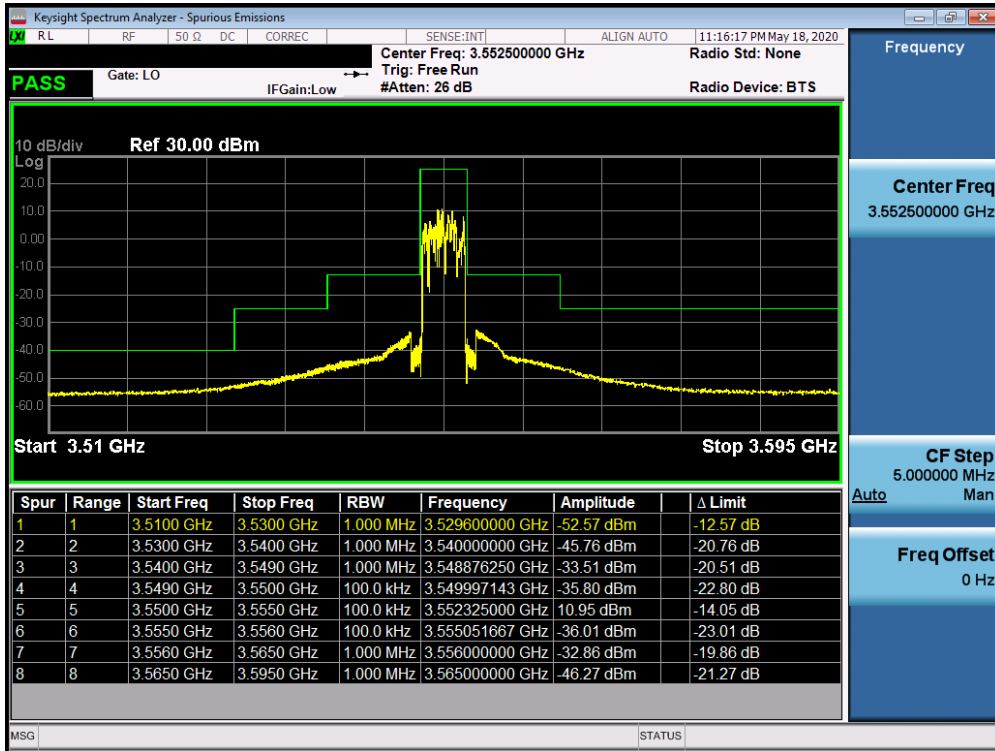 Keysight Spectrum Analyzer - Spurious Emissions
LXI RL RF 50 Ω DC CORREC SENSE:INT ALIGN AUTO 11:16:17 PM May 18, 2020
Center Freq: 3.552500000 GHz Radio Std: None
Trig: Free Run
PASS Gate: LO IFGain:Low #Atten: 26 dB Radio Device: BTS
10 dB/div Ref 30.00 dBm
Log
20.0
10.0
0.00
-10.0
-20.0
-30.0
-40.0
-50.0
-60.0
Start 3.51 GHz Stop 3.595 GHz
Spur Range Start Freq Stop Freq RBW Frequency Amplitude Δ Limit
1 1 3.5100 GHz 3.5300 GHz 1.000 MHz 3.529600000 GHz -52.57 dBm -12.57 dB
2 2 3.5300 GHz 3.5400 GHz 1.000 MHz 3.540000000 GHz -45.76 dBm -20.76 dB
3 3 3.5400 GHz 3.5490 GHz 1.000 MHz 3.548876250 GHz -33.51 dBm -20.51 dB
4 4 3.5490 GHz 3.5500 GHz 100.0 kHz 3.549997143 GHz -35.80 dBm -22.80 dB
5 5 3.5500 GHz 3.5550 GHz 100.0 kHz 3.552325000 GHz 10.95 dBm -14.05 dB
6 6 3.5550 GHz 3.5560 GHz 100.0 kHz 3.555051667 GHz -36.01 dBm -23.01 dB
7 7 3.5560 GHz 3.5650 GHz 1.000 MHz 3.556000000 GHz -32.86 dBm -19.86 dB
8 8 3.5650 GHz 3.5950 GHz 1.000 MHz 3.565000000 GHz -46.27 dBm -21.27 dB
MSG STATUS
Frequency
Center Freq
3.552500000 GHz
CF Step
5.000000 MHz
Auto Man
Freq Offset
0 Hz